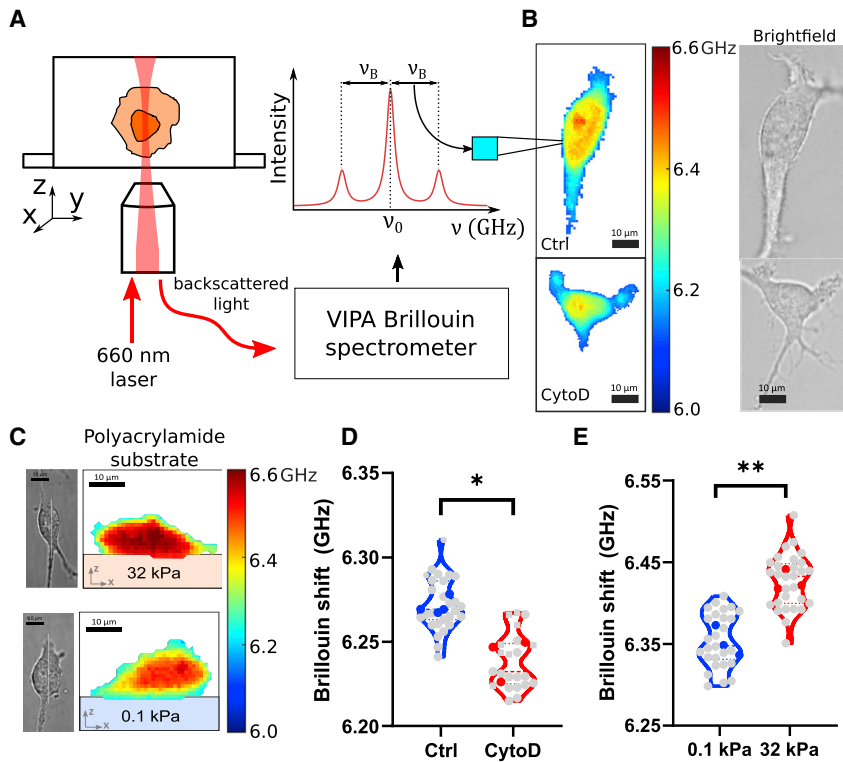 A
ν_B
ν_B
Intensity
ν_0
ν (GHz)
z
y
x
backscattered
light
660 nm
laser
VIPA Brillouin
spectrometer
B
Brightfield
6.6 GHz
6.4
6.2
6.0
Ctrl
10 μm
CytoD
10 μm
10 μm
C
Polyacrylamide
substrate
10 μm
10 μm
6.6 GHz
6.4
6.2
6.0
z
x
32 kPa
10 μm
z
x
0.1 kPa
D
Brillouin shift (GHz)
6.35
6.30
6.25
6.20
*
Ctrl
CytoD
E
Brillouin shift (GHz)
6.55
6.45
6.35
6.25
**
0.1 kPa
32 kPa